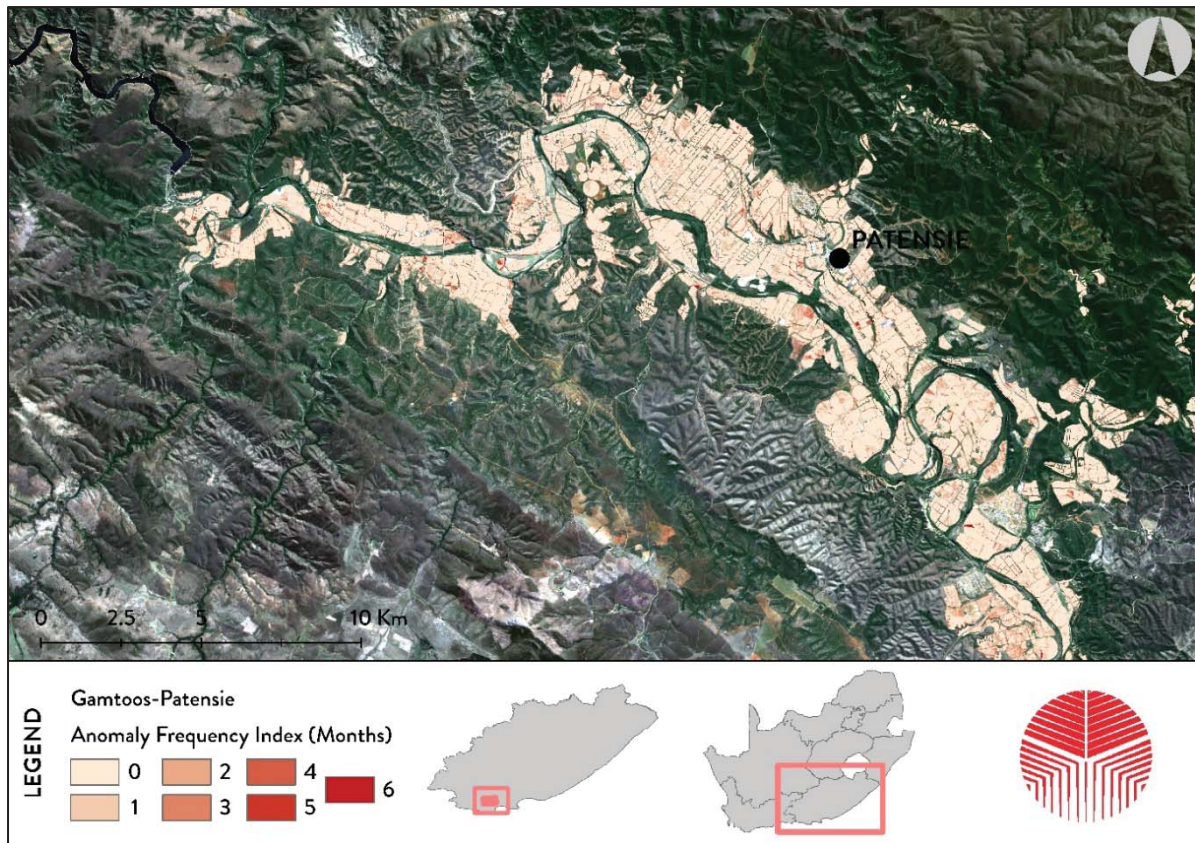 PATENSIE
0 2.5 5 10 Km
LEGEND
Gamtoos-Patensie
Anomaly Frequency Index (Months)
0 2 4 6
1 3 5